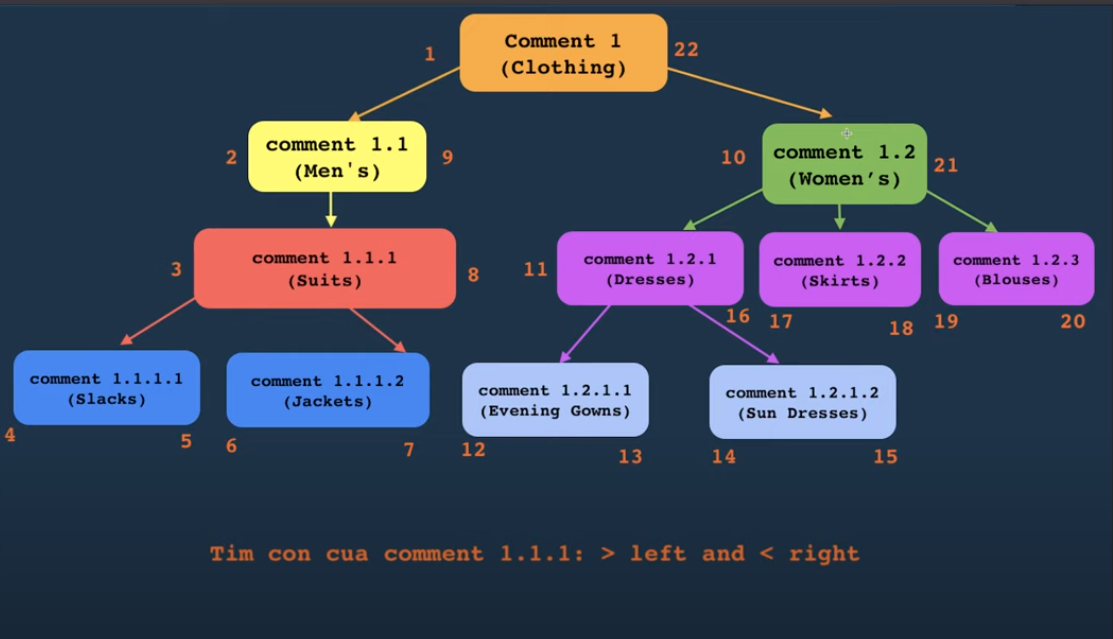 Comment 1
(Clothing)
1
22
comment 1.1
(Men's)
2
9
comment 1.2
(Women’s)
10
21
comment 1.1.1
(Suits)
3
8
comment 1.2.1
(Dresses)
11
16
comment 1.2.2
(Skirts)
17
18
comment 1.2.3
(Blouses)
19
20
comment 1.1.1.1
(Slacks)
4
5
comment 1.1.1.2
(Jackets)
6
7
comment 1.2.1.1
(Evening Gowns)
12
13
comment 1.2.1.2
(Sun Dresses)
14
15
Tim con cua comment 1.1.1: > left and < right